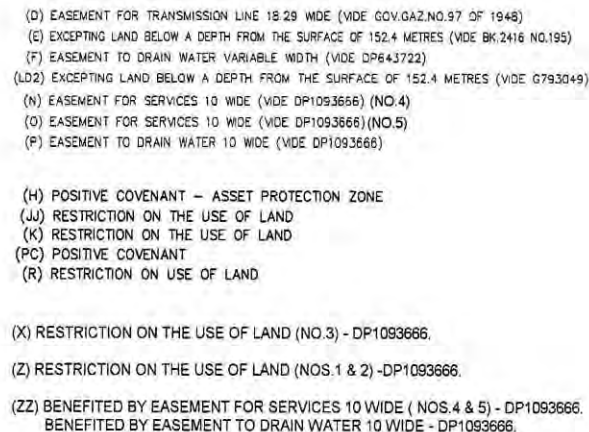 (D) EASEMENT FOR TRANSMISSION LINE 18.29 WIDE (VIDE GOV.GAZ.NO.97 OF 1948)
(E) EXCEPTING LAND BELOW A DEPTH FROM THE SURFACE OF 152.4 METRES (VIDE BK.2416 NO.195)
(F) EASEMENT TO DRAIN WATER VARIABLE WIDTH (VIDE DP643722)
(LD2) EXCEPTING LAND BELOW A DEPTH FROM THE SURFACE OF 152.4 METRES (VIDE G793049)
(N) EASEMENT FOR SERVICES 10 WIDE (VIDE DP1093666) (NO.4)
(O) EASEMENT FOR SERVICES 10 WIDE (VIDE DP1093666) (NO.5)
(P) EASEMENT TO DRAIN WATER 10 WIDE (VIDE DP1093666)
(H) POSITIVE COVENANT – ASSET PROTECTION ZONE
(JJ) RESTRICTION ON THE USE OF LAND
(K) RESTRICTION ON THE USE OF LAND
(PC) POSITIVE COVENANT
(R) RESTRICTION ON USE OF LAND
(X) RESTRICTION ON THE USE OF LAND (NO.3) - DP1093666.
(Z) RESTRICTION ON THE USE OF LAND (NOS.1 & 2) -DP1093666.
(ZZ) BENEFITED BY EASEMENT FOR SERVICES 10 WIDE ( NOS.4 & 5) - DP1093666.
BENEFITED BY EASEMENT TO DRAIN WATER 10 WIDE - DP1093666.